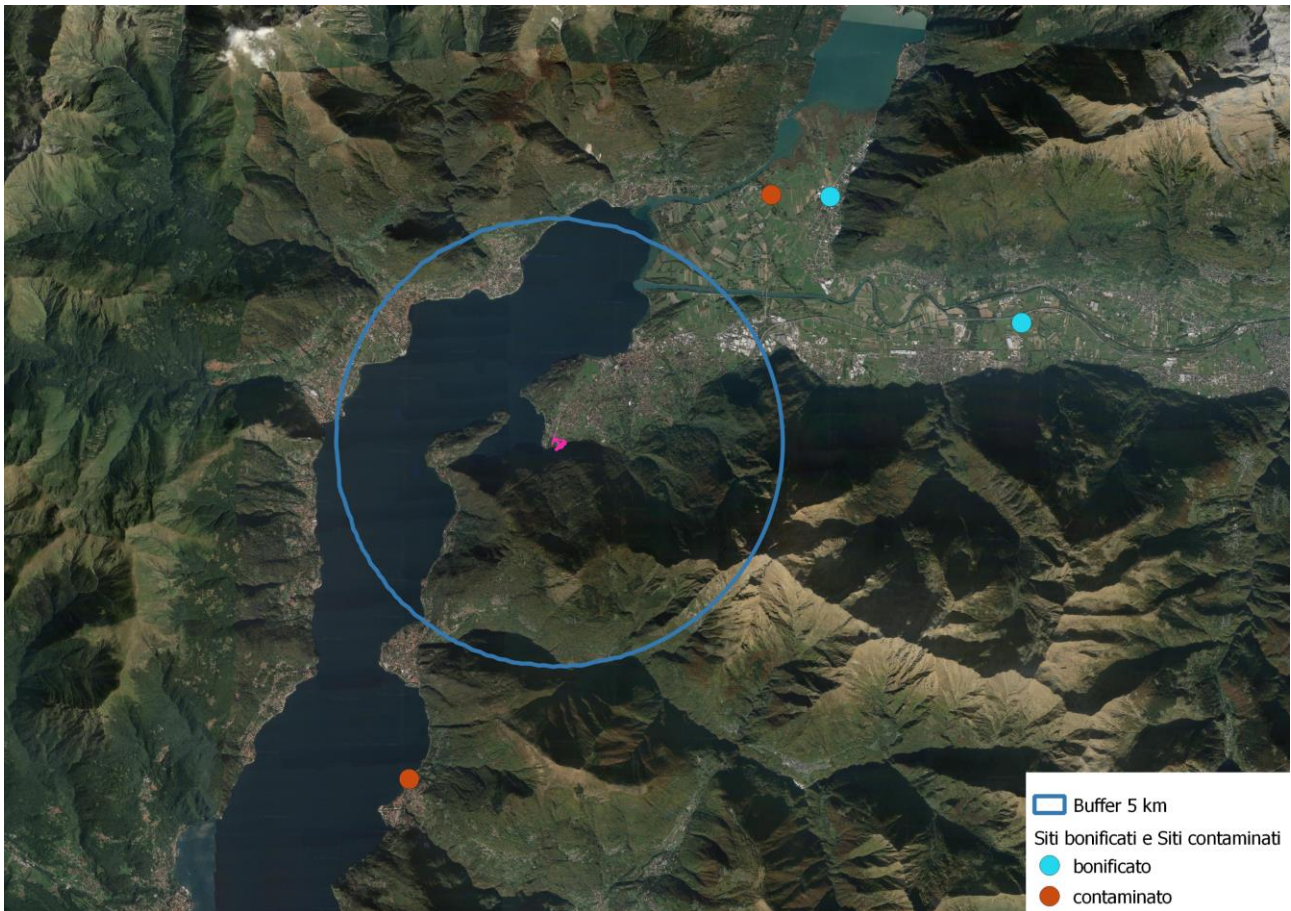 Buffer 5 km
Siti bonificati e Siti contaminati
bonificato
contaminato